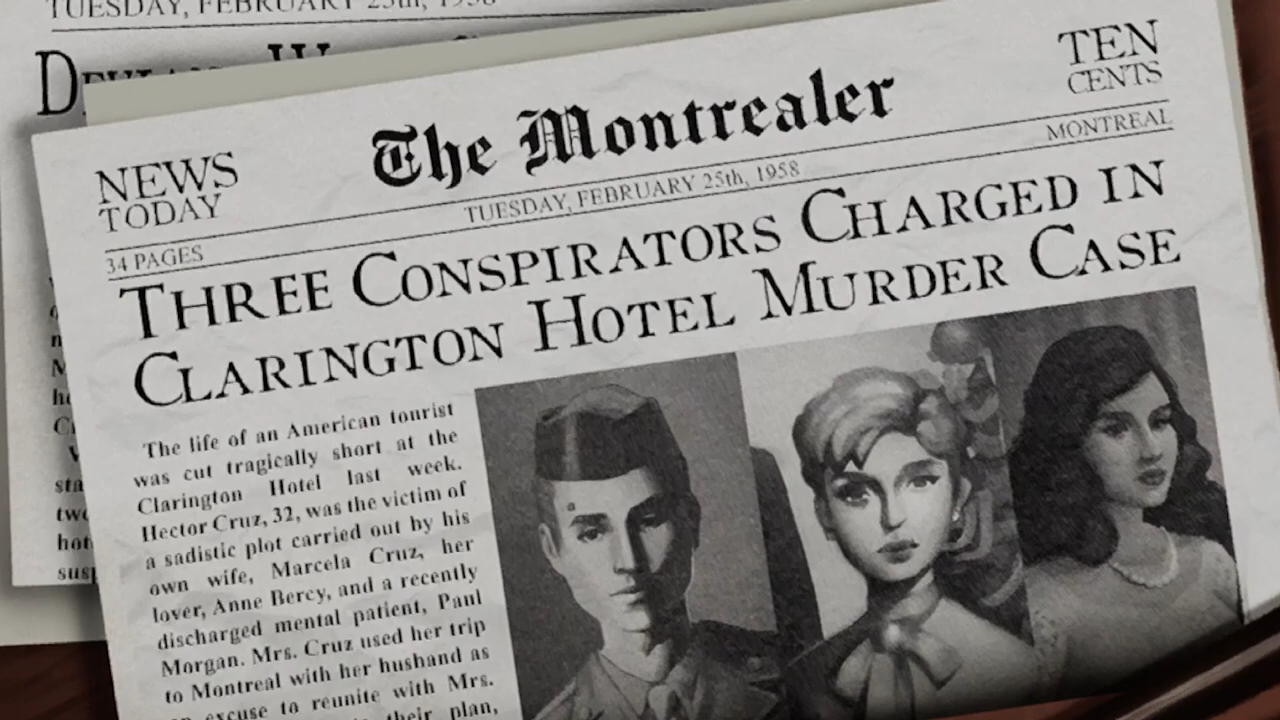 TUESDAY, FEBRUARY 25th, 1958
NEWS
TODAY
The Montrealer
TEN
CENTS
34 PAGES
TUESDAY, FEBRUARY 25th, 1958
MONTREAL
THREE CONSPIRATORS CHARGED IN
CLARINGTON HOTEL MURDER CASE
The life of an American tourist
was cut tragically short at the
Clarington Hotel last week.
Hector Cruz, 32, was the victim of
a sadistic plot carried out by his
own wife, Marcela Cruz, her
lover, Anne Bercy, and a recently
discharged mental patient, Paul
Morgan. Mrs. Cruz used her trip
to Montreal with her husband as
an excuse to reunite with Mrs.
their plan,